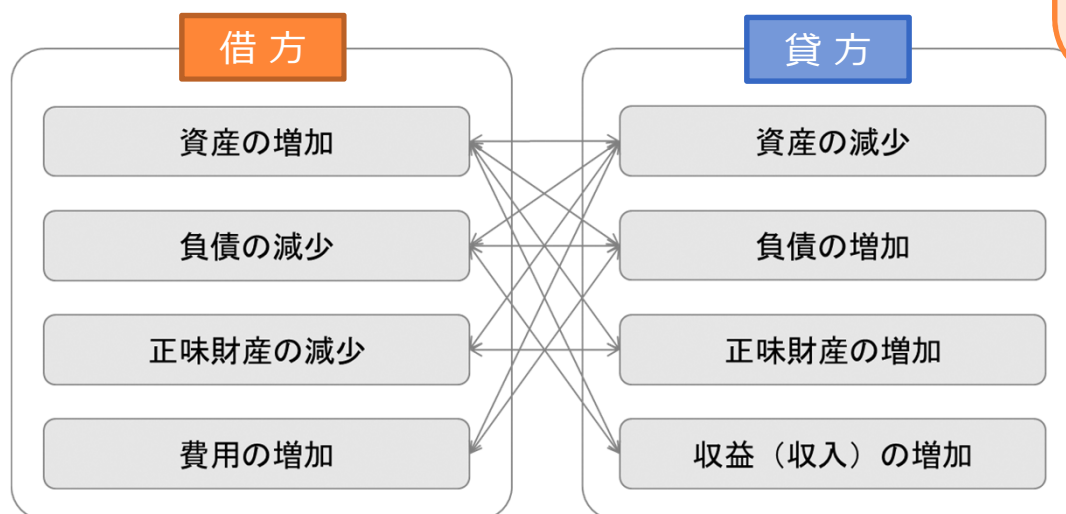 借方
貸方
資産の増加
資産の減少
負債の減少
負債の増加
正味財産の減少
正味財産の増加
費用の増加
収益（収入）の増加